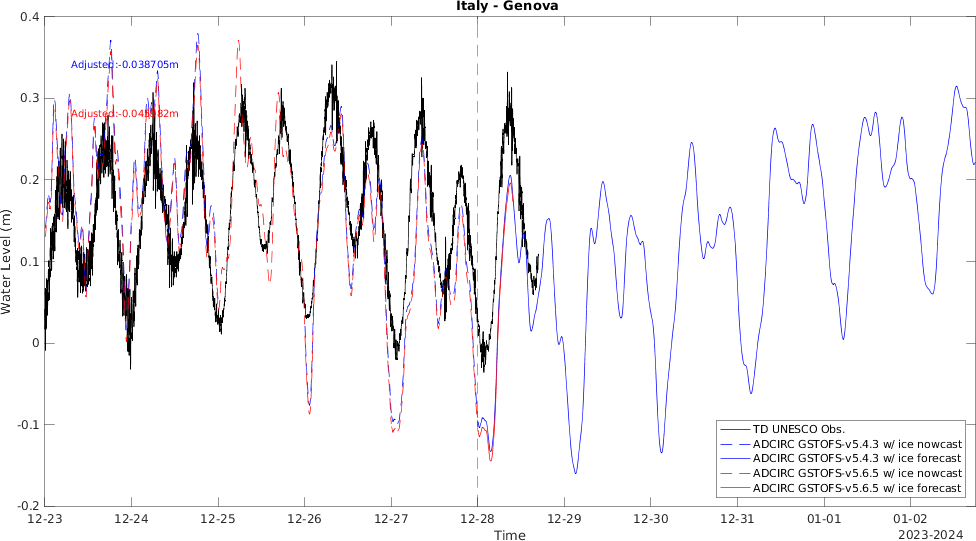 Italy - Genova
0.4
0.3
0.2
0.1
0
-0.1
-0.2
Water Level (m)
Adjusted:-0.038705m
Adjusted:-0.045982m
TD UNESCO Obs.
ADCIRC GSTOFS-v5.4.3 w/ ice nowcast
ADCIRC GSTOFS-v5.4.3 w/ ice forecast
ADCIRC GSTOFS-v5.6.5 w/ ice nowcast
ADCIRC GSTOFS-v5.6.5 w/ ice forecast
12-23 12-24 12-25 12-26 12-27 12-28 12-29 12-30 12-31 01-01 01-02
Time
2023-2024